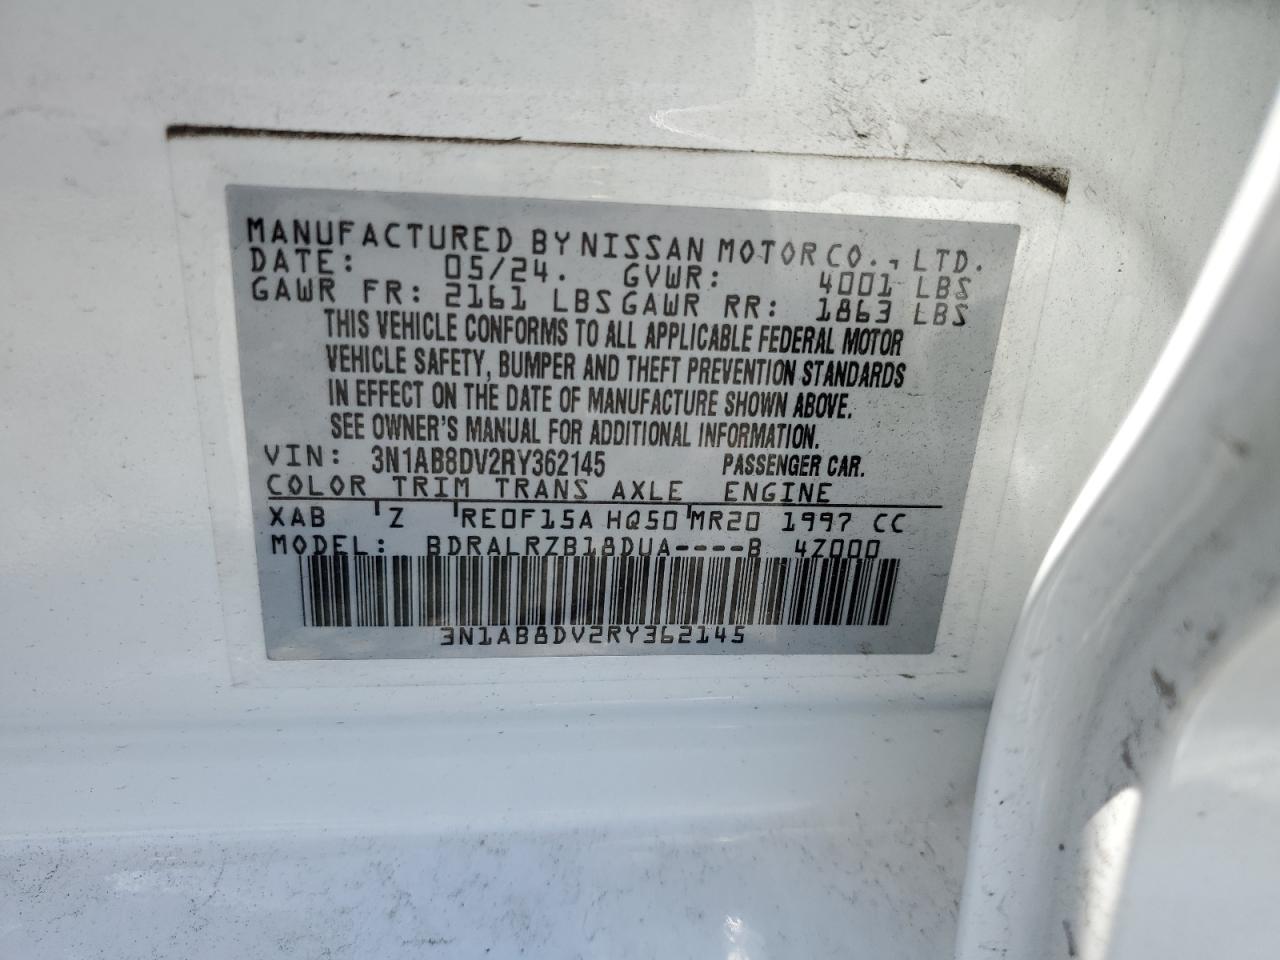 MANUFACTURED BY NISSAN MOTOR CO., LTD.
DATE: 05/24. GVWR: 4001 LBS
GAWR FR: 2161 LBS GAWR RR: 1863 LBS
THIS VEHICLE CONFORMS TO ALL APPLICABLE FEDERAL MOTOR
VEHICLE SAFETY, BUMPER AND THEFT PREVENTION STANDARDS
IN EFFECT ON THE DATE OF MANUFACTURE SHOWN ABOVE.
SEE OWNER'S MANUAL FOR ADDITIONAL INFORMATION.
VIN: 3N1AB8DV2RY362145 PASSENGER CAR.
COLOR TRIM TRANS AXLE ENGINE
XAB Z RE0F15A HQ50 MR20 1997 CC
MODEL: BDRALRZB18DUA----B 4Z000
3N1AB8DV2RY362145